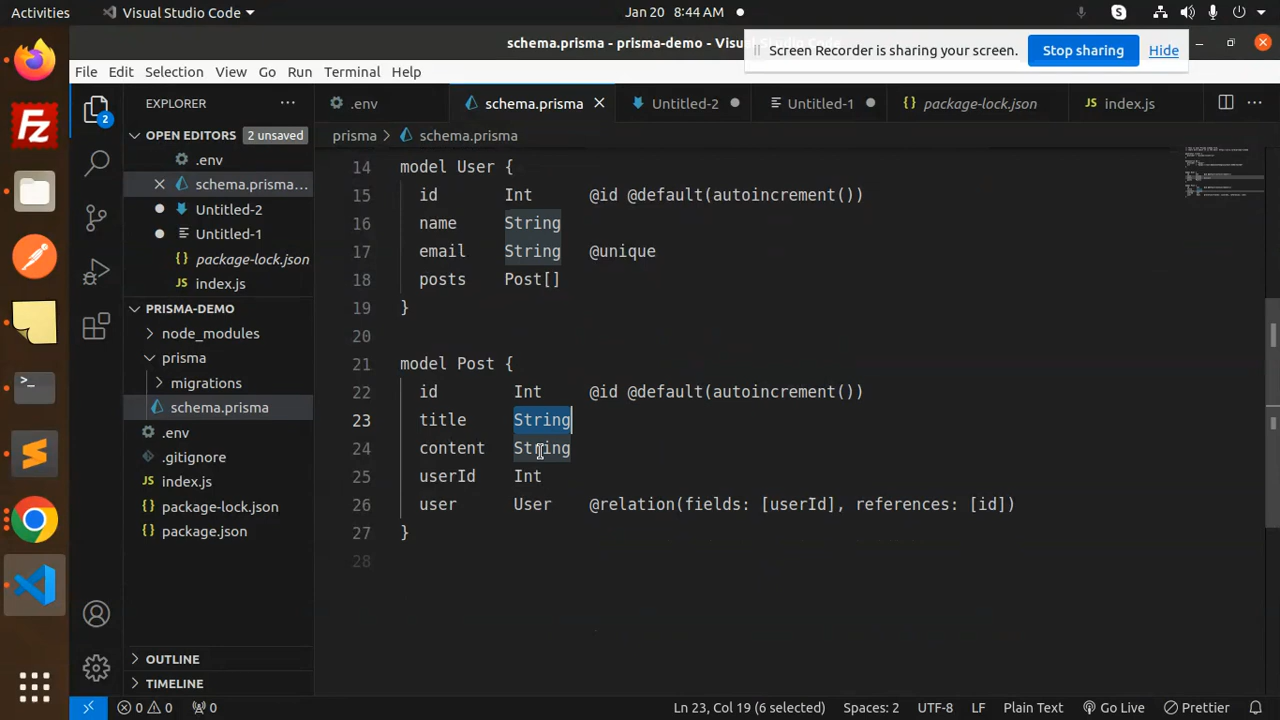 Activities
Visual Studio Code
Jan 20 8:44 AM
schema.prisma - prisma-demo - Visual
Screen Recorder is sharing your screen.
Stop sharing
Hide
File Edit Selection View Go Run Terminal Help
EXPLORER
.env
schema.prisma
Untitled-2
Untitled-1
package-lock.json
index.js
OPEN EDITORS
2 unsaved
prisma > schema.prisma
.env
schema.prisma...
Untitled-2
Untitled-1
package-lock.json
index.js
PRISMA-DEMO
node_modules
prisma
migrations
schema.prisma
.env
.gitignore
index.js
package-lock.json
package.json
OUTLINE
TIMELINE
2
14 model User {
15 id Int @id @default(autoincrement())
16 name String
17 email String @unique
18 posts Post[]
19 }
20
21 model Post {
22 id Int @id @default(autoincrement())
23 title String
24 content String
25 userId Int
26 user User @relation(fields: [userId], references: [id])
27 }
28
0 0 0
Ln 23, Col 19 (6 selected)
Spaces: 2
UTF-8
LF
Plain Text
Go Live
Prettier